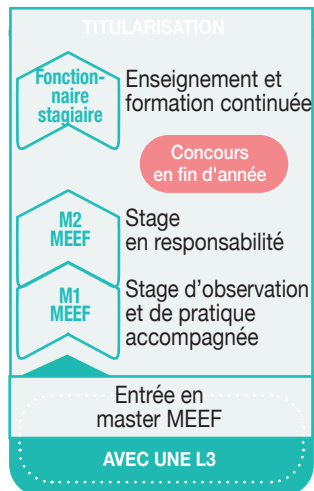 TITULARISATION
Fonction-
naire
stagiaire
Enseignement et
formation continuée
Concours
en fin d'année
M2
MEEF
Stage
en responsabilité
M1
MEEF
Stage d’observation
et de pratique
accompagnée
Entrée en
master MEEF
AVEC UNE L3